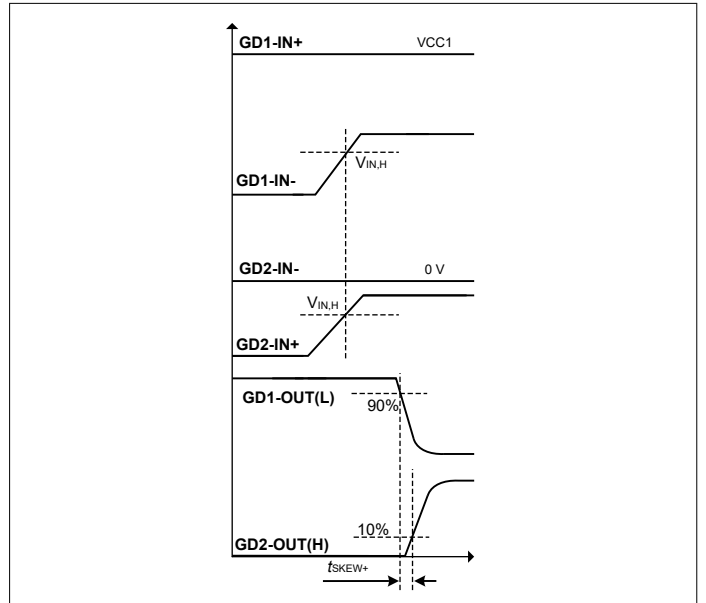 GD1-IN+ VCC1
VIN,H
GD1-IN-
GD2-IN- 0 V
VIN,H
GD2-IN+
GD1-OUT(L)
90%
10%
GD2-OUT(H)
tSKEW+